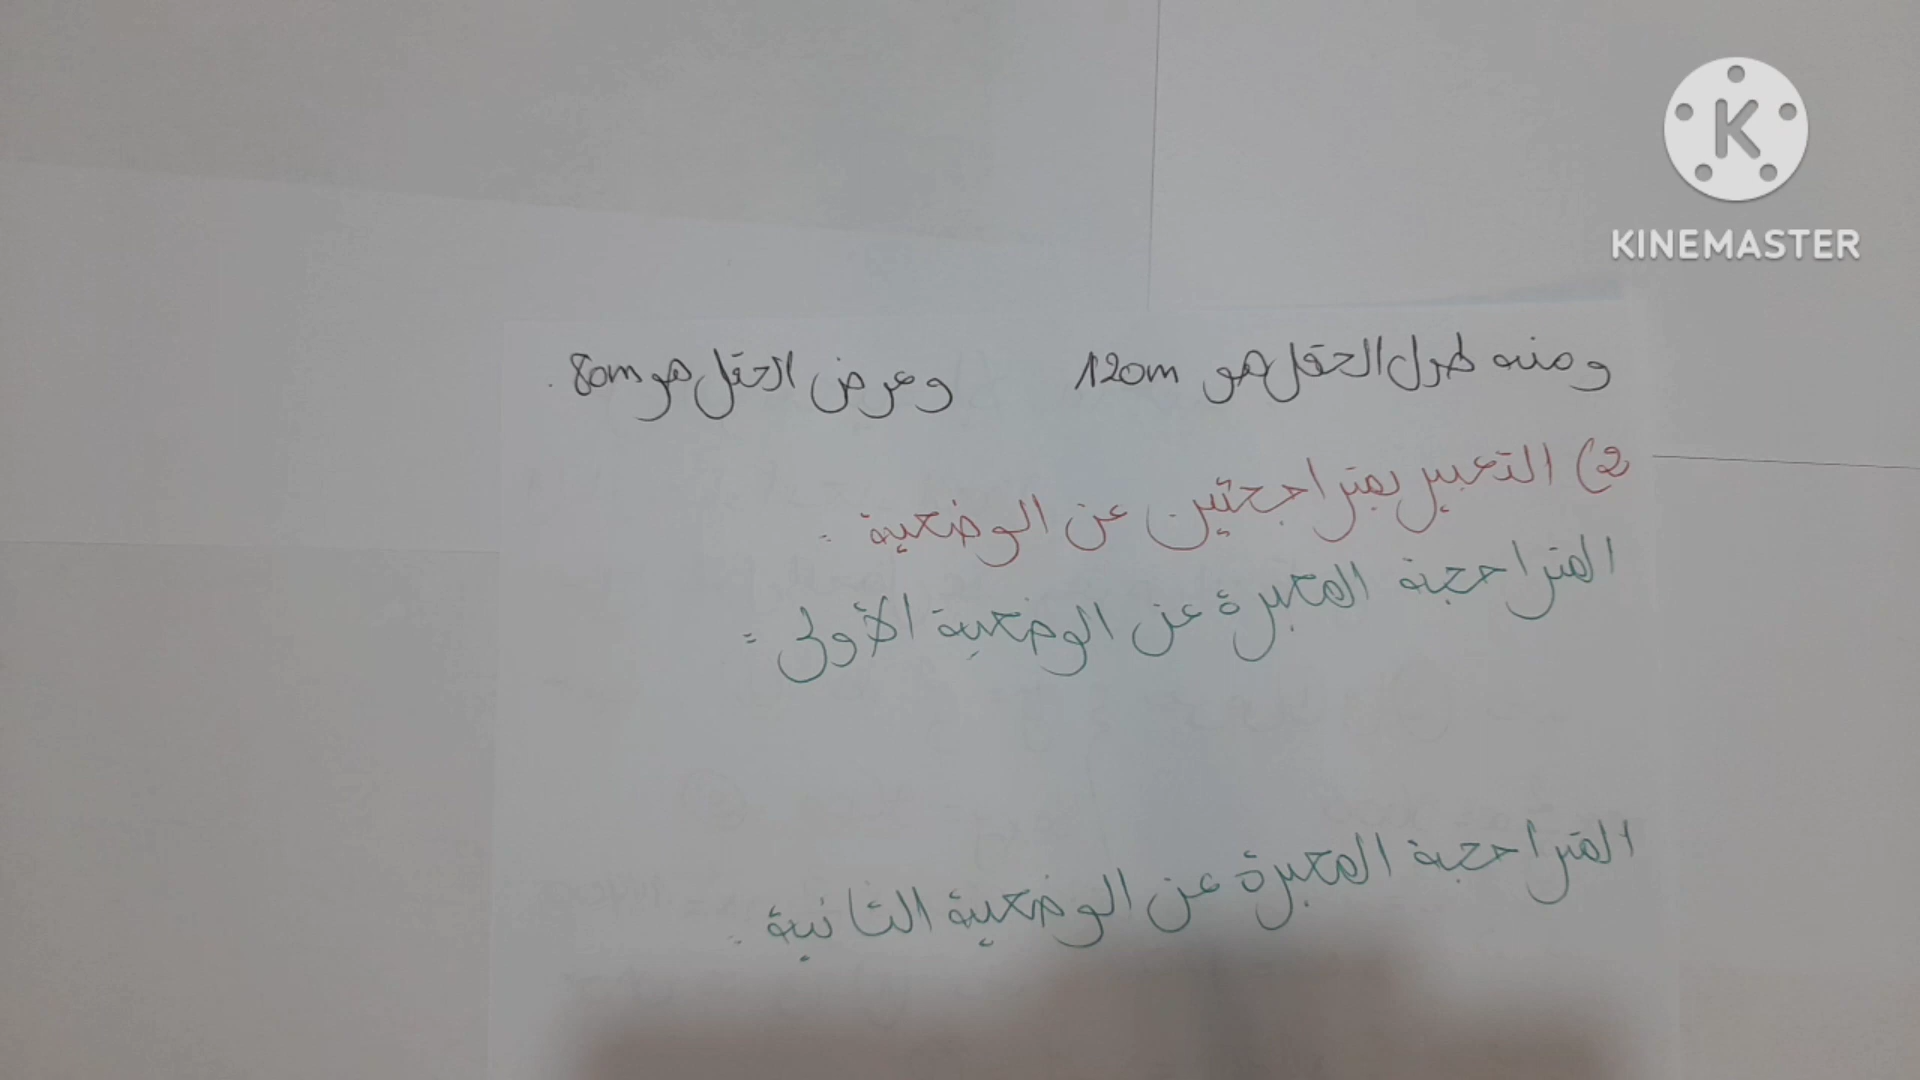 K
KINEMASTER
ومنه طول الحقل هو 120m وعرض الحقل هو 80m .
2) التعبير بمتراجحتين عن الوضعية :
المتراجحة المعبرة عن الوضعية الأولى :
المتراجحة المعبرة عن الوضعية الثانية :